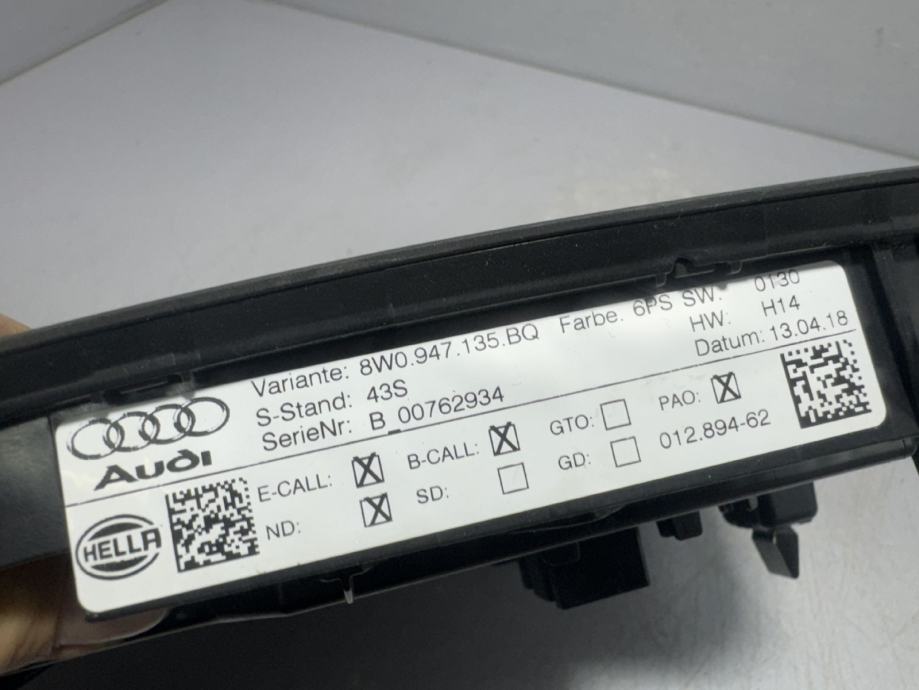 Variante: 8W0.947.135.BQ Farbe: 6PS SW: 0130
S-Stand: 43S HW: H14
SerieNr: B_00762934 Datum: 13.04.18
Audi
E-CALL: B-CALL: GTO: PAO:
ND: SD: GD: 012.894-62
HELLA